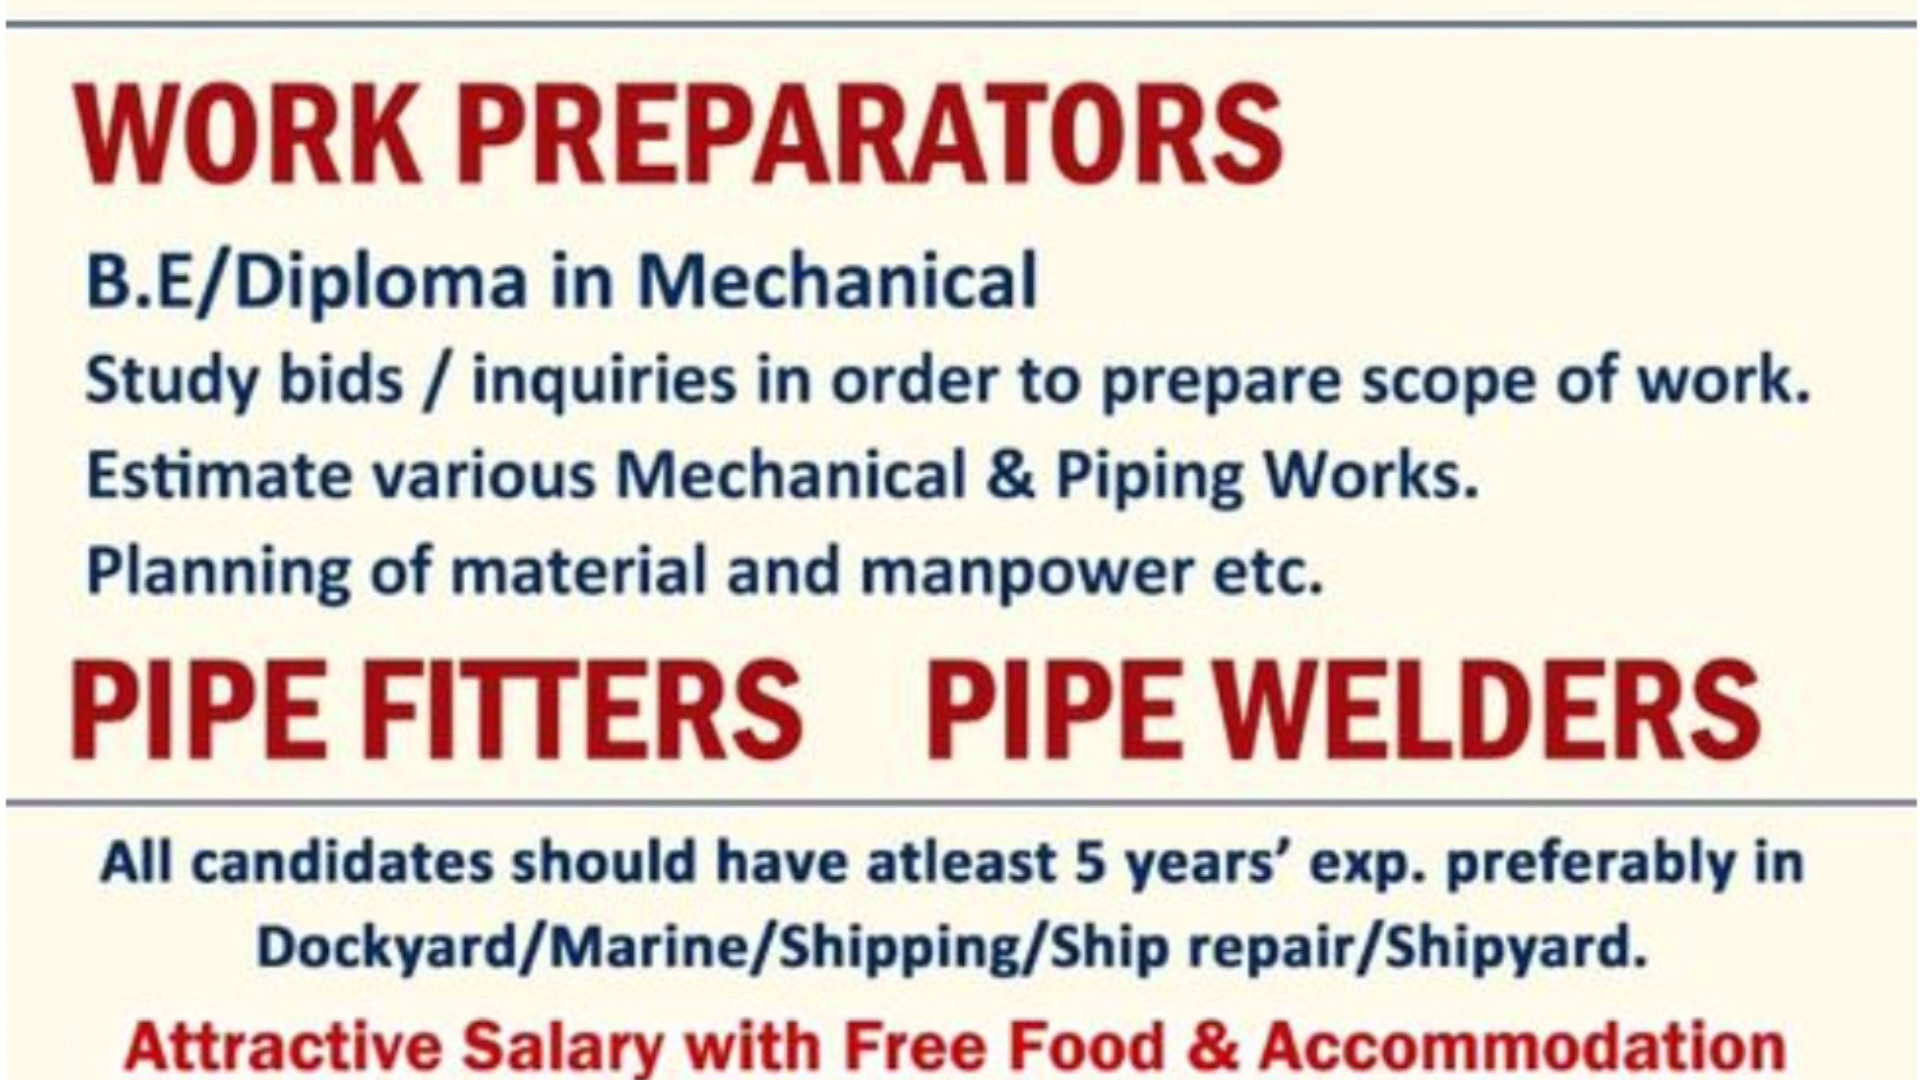 WORK PREPARATORS
B.E/Diploma in Mechanical
Study bids / inquiries in order to prepare scope of work.
Estimate various Mechanical & Piping Works.
Planning of material and manpower etc.
PIPE FITTERS PIPE WELDERS
All candidates should have atleast 5 years’ exp. preferably in
Dockyard/Marine/Shipping/Ship repair/Shipyard.
Attractive Salary with Free Food & Accommodation